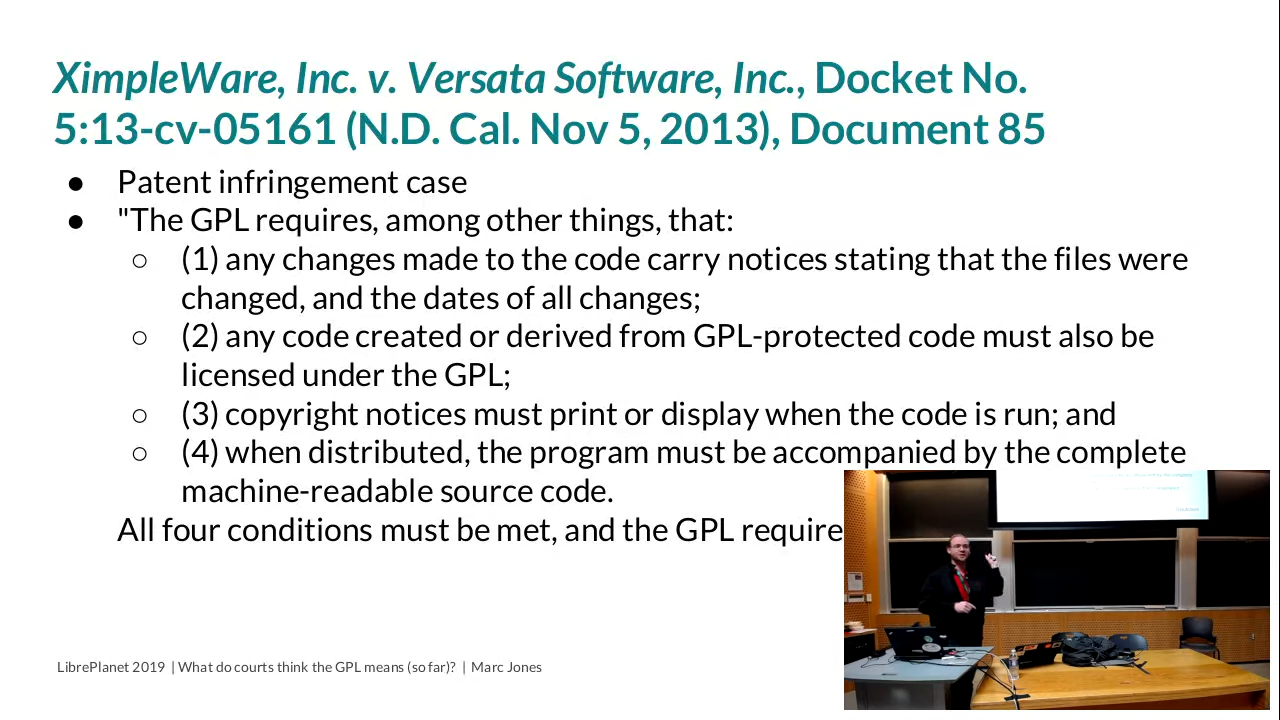 XimpleWare, Inc. v. Versata Software, Inc., Docket No.
5:13-cv-05161 (N.D. Cal. Nov 5, 2013), Document 85
● Patent infringement case
● "The GPL requires, among other things, that:
○ (1) any changes made to the code carry notices stating that the files were
changed, and the dates of all changes;
○ (2) any code created or derived from GPL-protected code must also be
licensed under the GPL;
○ (3) copyright notices must print or display when the code is run; and
○ (4) when distributed, the program must be accompanied by the complete
machine-readable source code.
All four conditions must be met, and the GPL require
LibrePlanet 2019 | What do courts think the GPL means (so far)? | Marc Jones